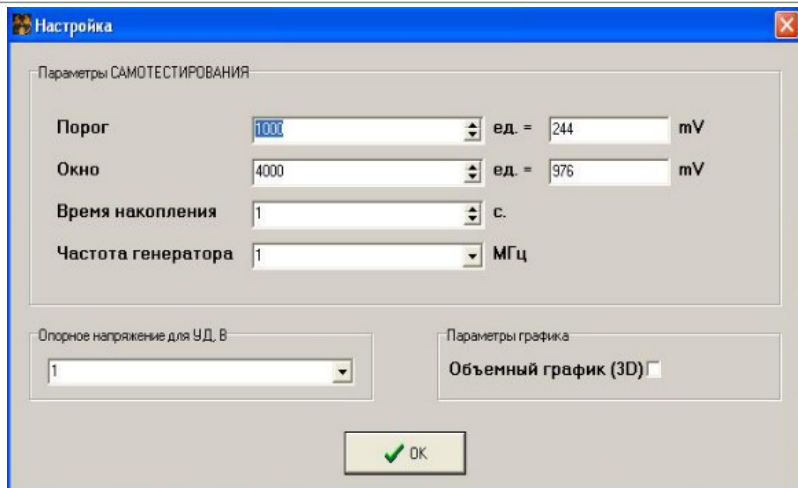 Настройка
Параметры САМОТЕСТИРОВАНИЯ
Порог 1000 ед. = 244 mV
Окно 4000 ед. = 976 mV
Время накопления 1 с.
Частота генератора 1 МГц
Опорное напряжение для УД, В
1
Параметры графика
Объемный график (3D)
OK